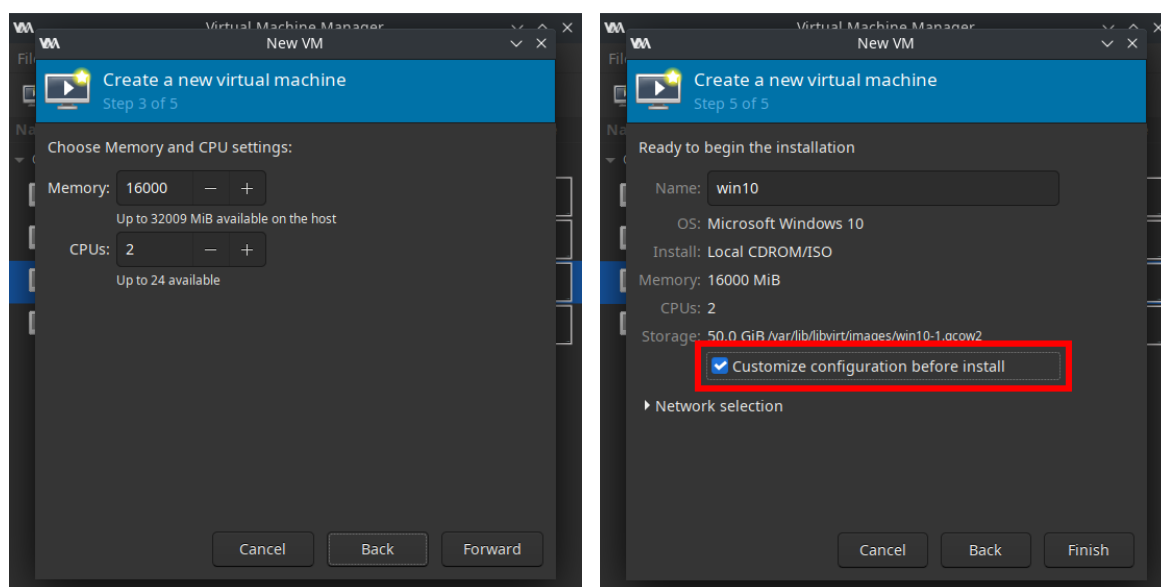 Virtual Machine Manager
New VM
File
Create a new virtual machine
Step 3 of 5
Na
Choose Memory and CPU settings:
Memory: 16000 — +
Up to 32009 MiB available on the host
CPUs: 2 — +
Up to 24 available
Cancel Back Forward
Virtual Machine Manager
New VM
File
Create a new virtual machine
Step 5 of 5
Na
Ready to begin the installation
Name: win10
OS: Microsoft Windows 10
Install: Local CDROM/ISO
Memory: 16000 MiB
CPUs: 2
Storage: 50.0 GiB /var/lib/libvirt/images/win10-1.qcow2
Customize configuration before install
Network selection
Cancel Back Finish